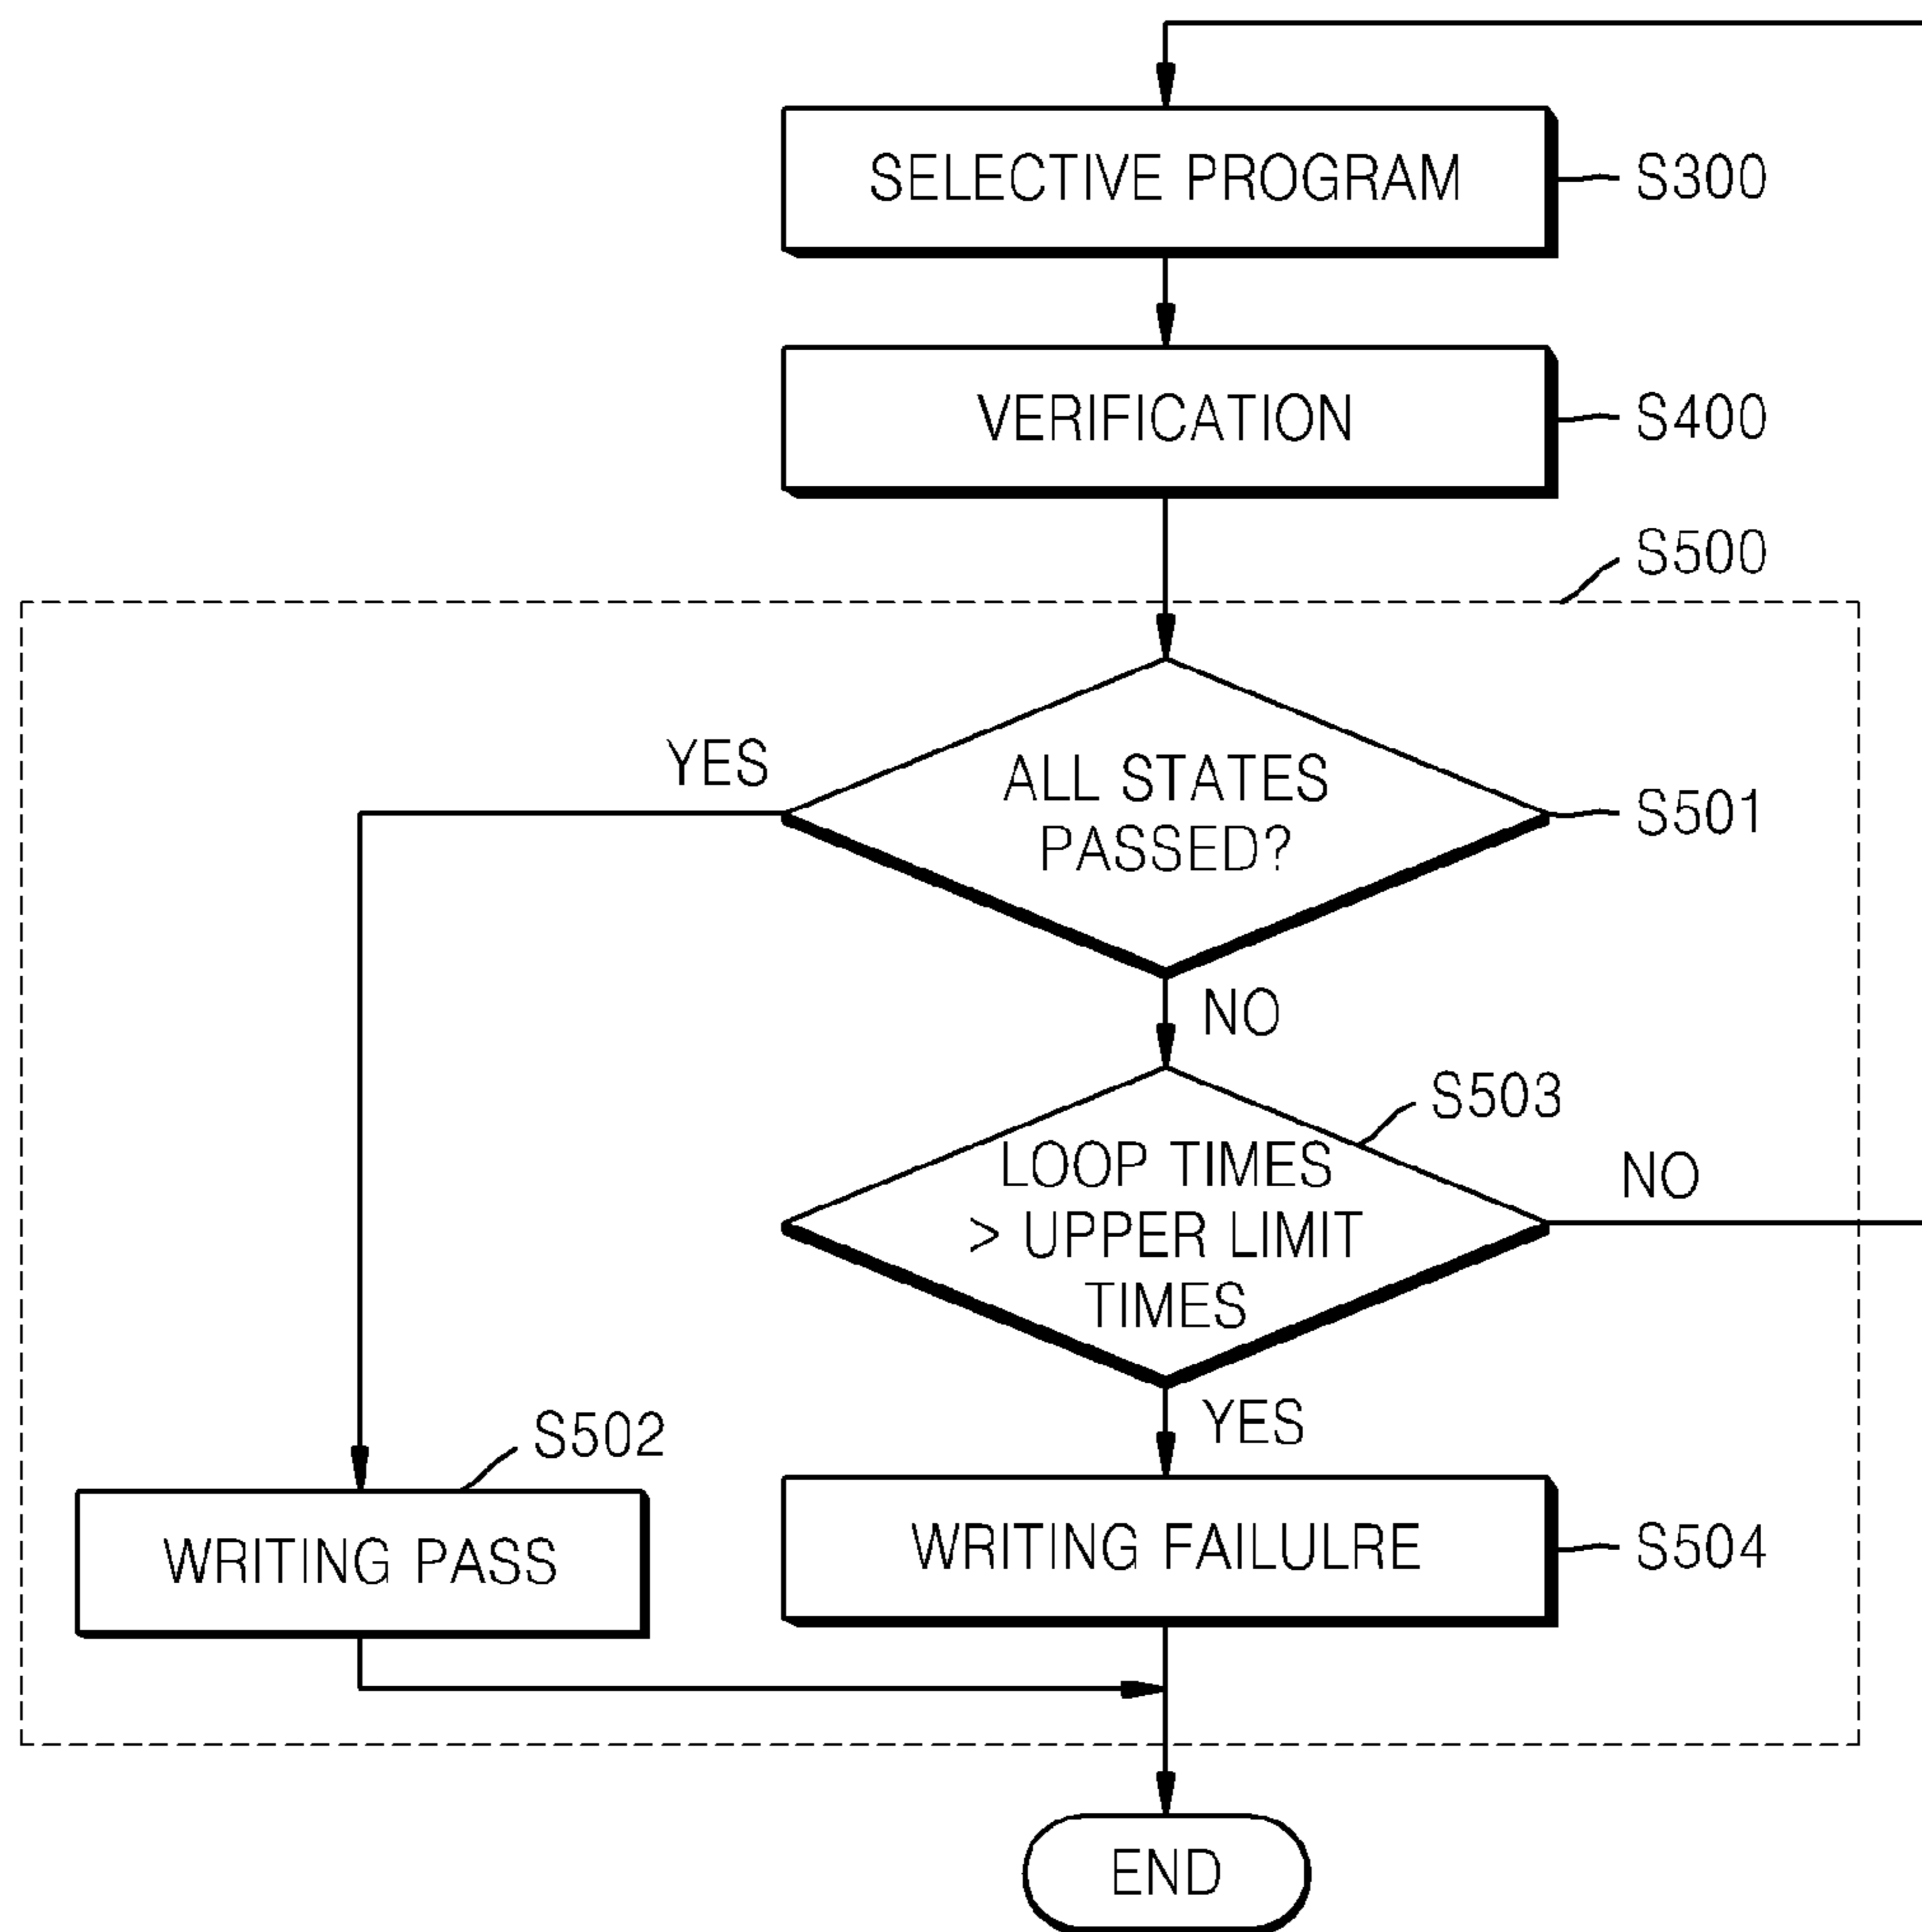 SELECTIVE PROGRAM
S300
VERIFICATION
S400
S500
YES
ALL STATES
PASSED?
S501
NO
S503
LOOP TIMES
> UPPER LIMIT
TIMES
NO
YES
S502
WRITING PASS
WRITING FAILULRE
S504
END